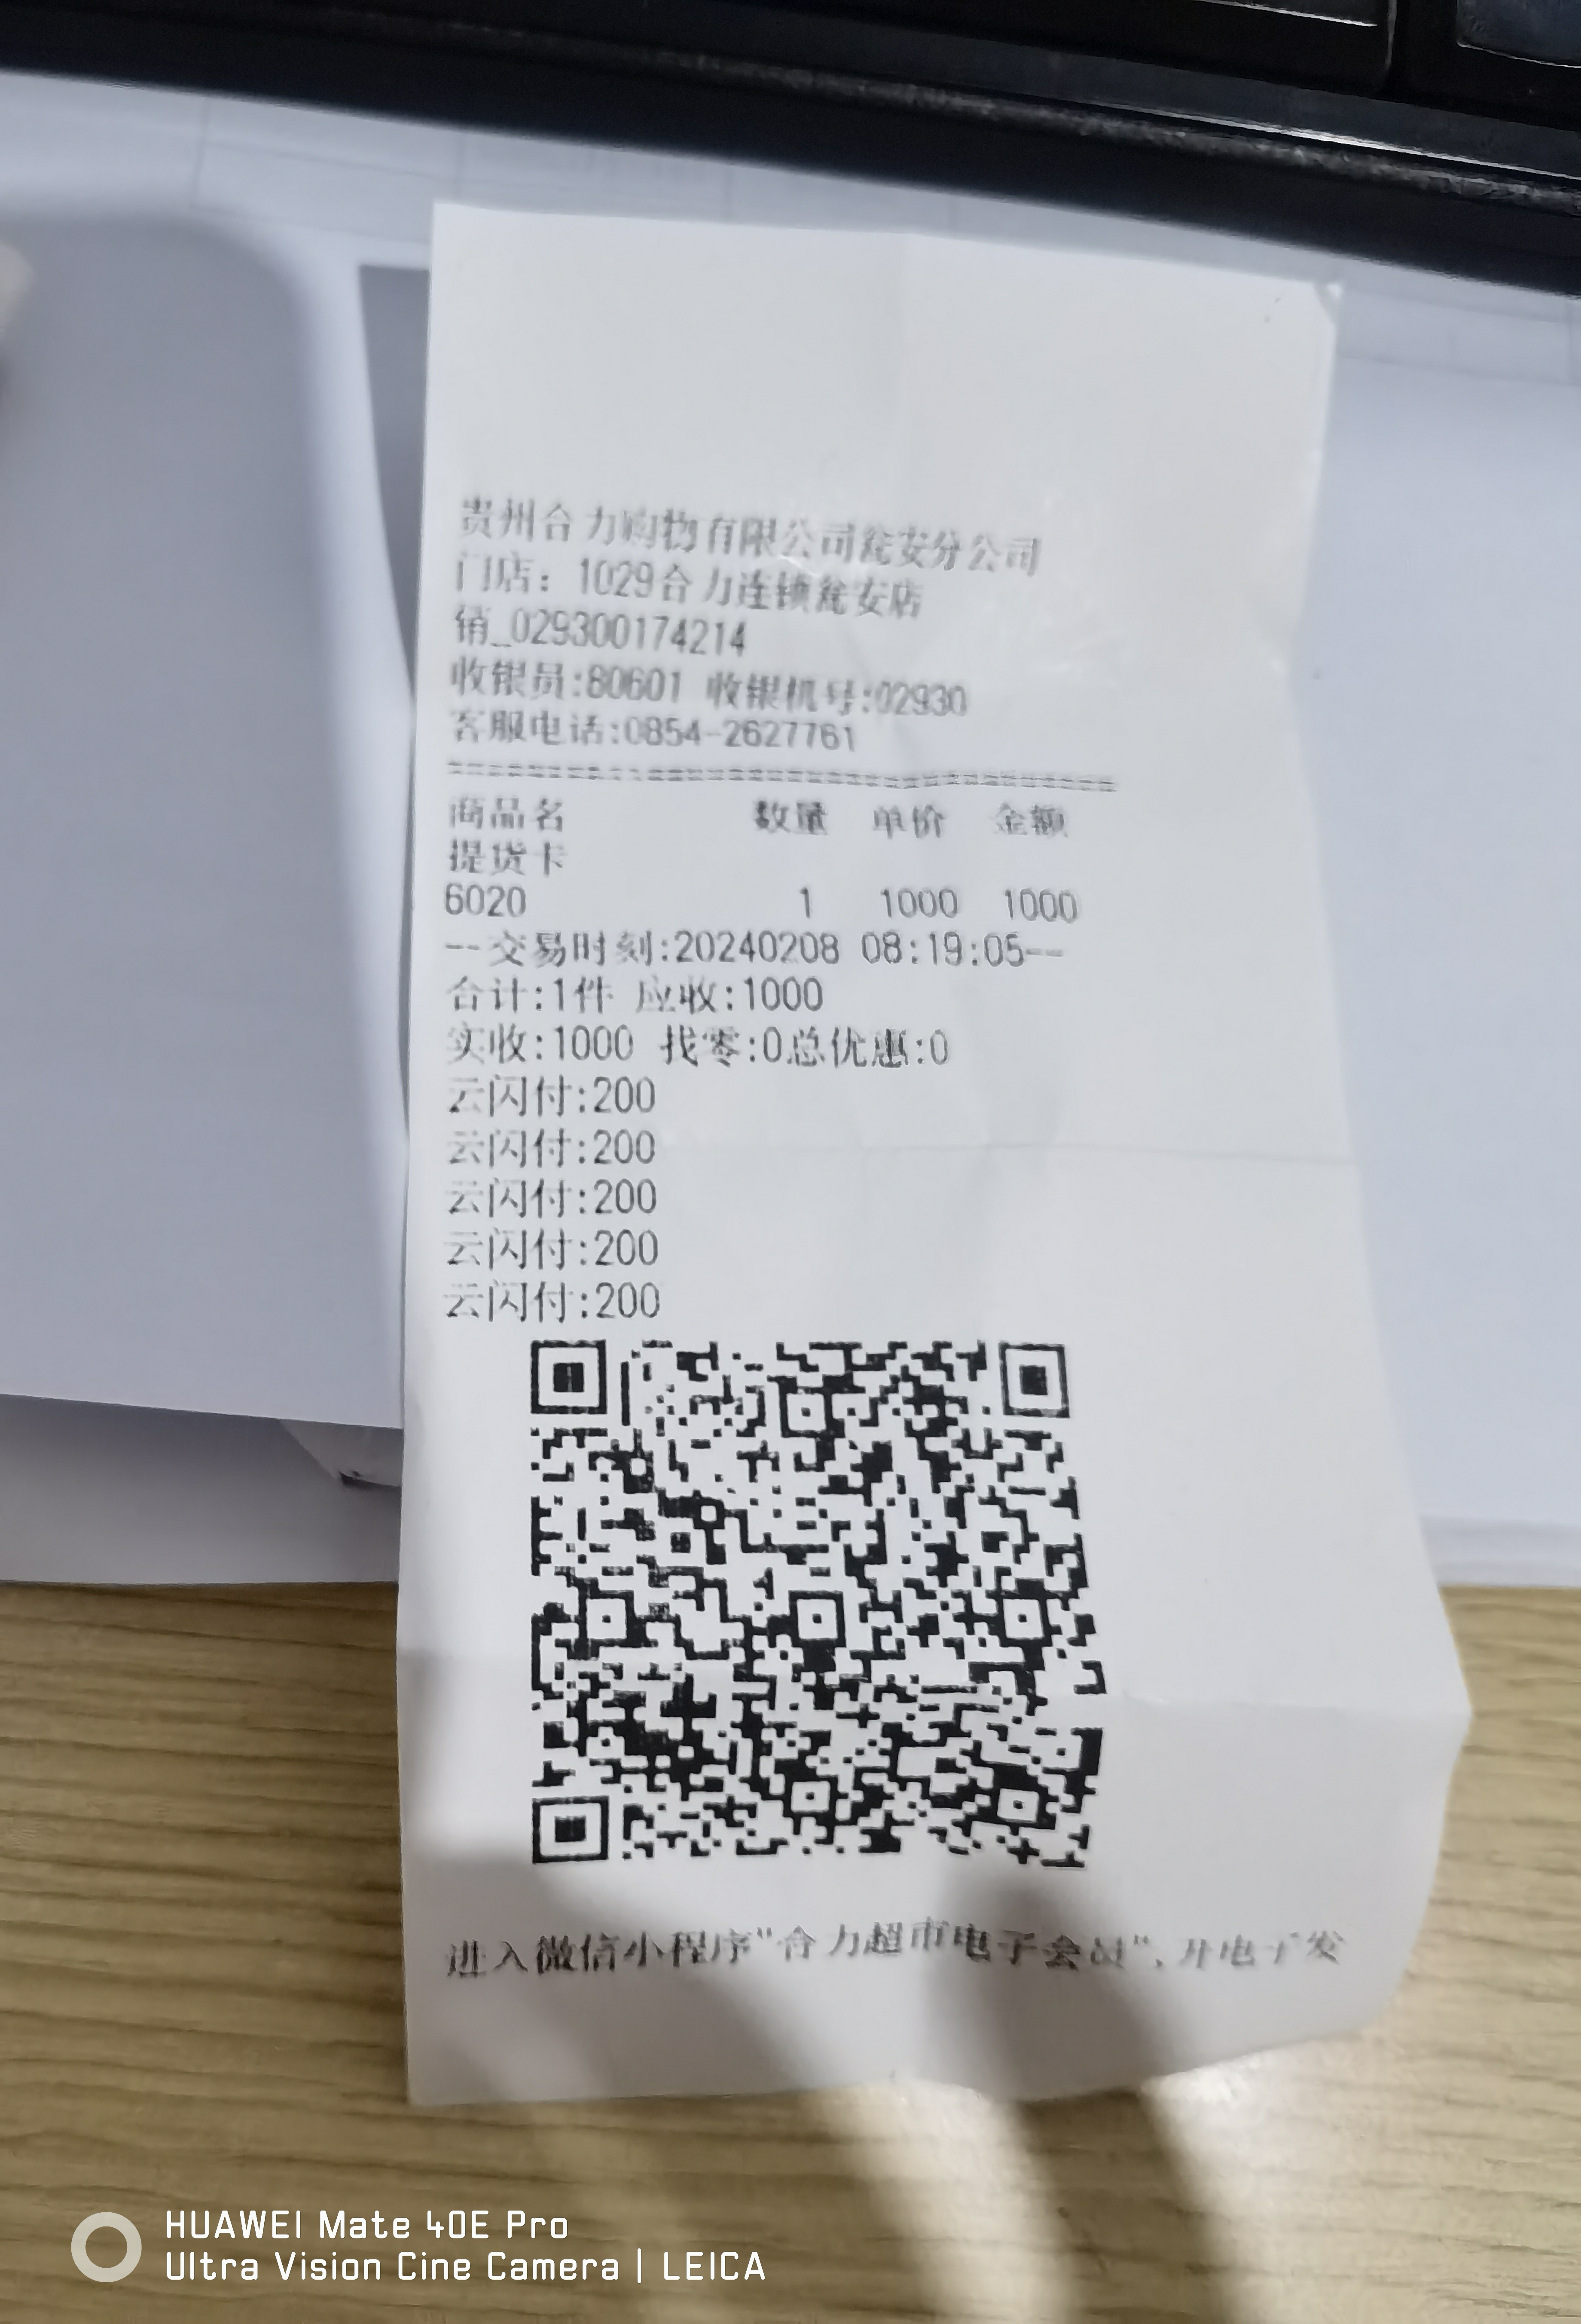 贵州合力购物有限公司瓮安分公司
门店：1029合力连锁瓮安店
销_029300174214
收银员:80601 收银机号:02930
客服电话:0854-2627761
================================
商品名 数量 单价 金额
提货卡
6020 1 1000 1000
--交易时刻:20240208 08:19:05--
合计:1件 应收:1000
实收:1000 找零:0总优惠:0
云闪付:200
云闪付:200
云闪付:200
云闪付:200
云闪付:200
进入微信小程序"合力超市电子会员",开电子发
HUAWEI Mate 40E Pro
Ultra Vision Cine Camera | LEICA